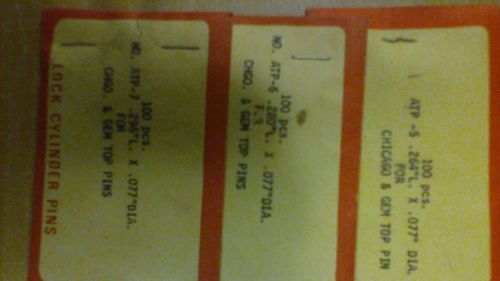 100 pcs.
ATP -5 .264"L. X .077" DIA.
FOR
CHICAGO & GEM TOP PIN
100 pcs.
NO. ATP-6 .280"L. X .077"DIA.
FOR
CHGO. & GEM TOP PINS
100 pcs.
NO. ATP-7 .296"L. X .077"DIA.
FOR
CHGO. & GEM TOP PINS
LOCK CYLINDER PINS